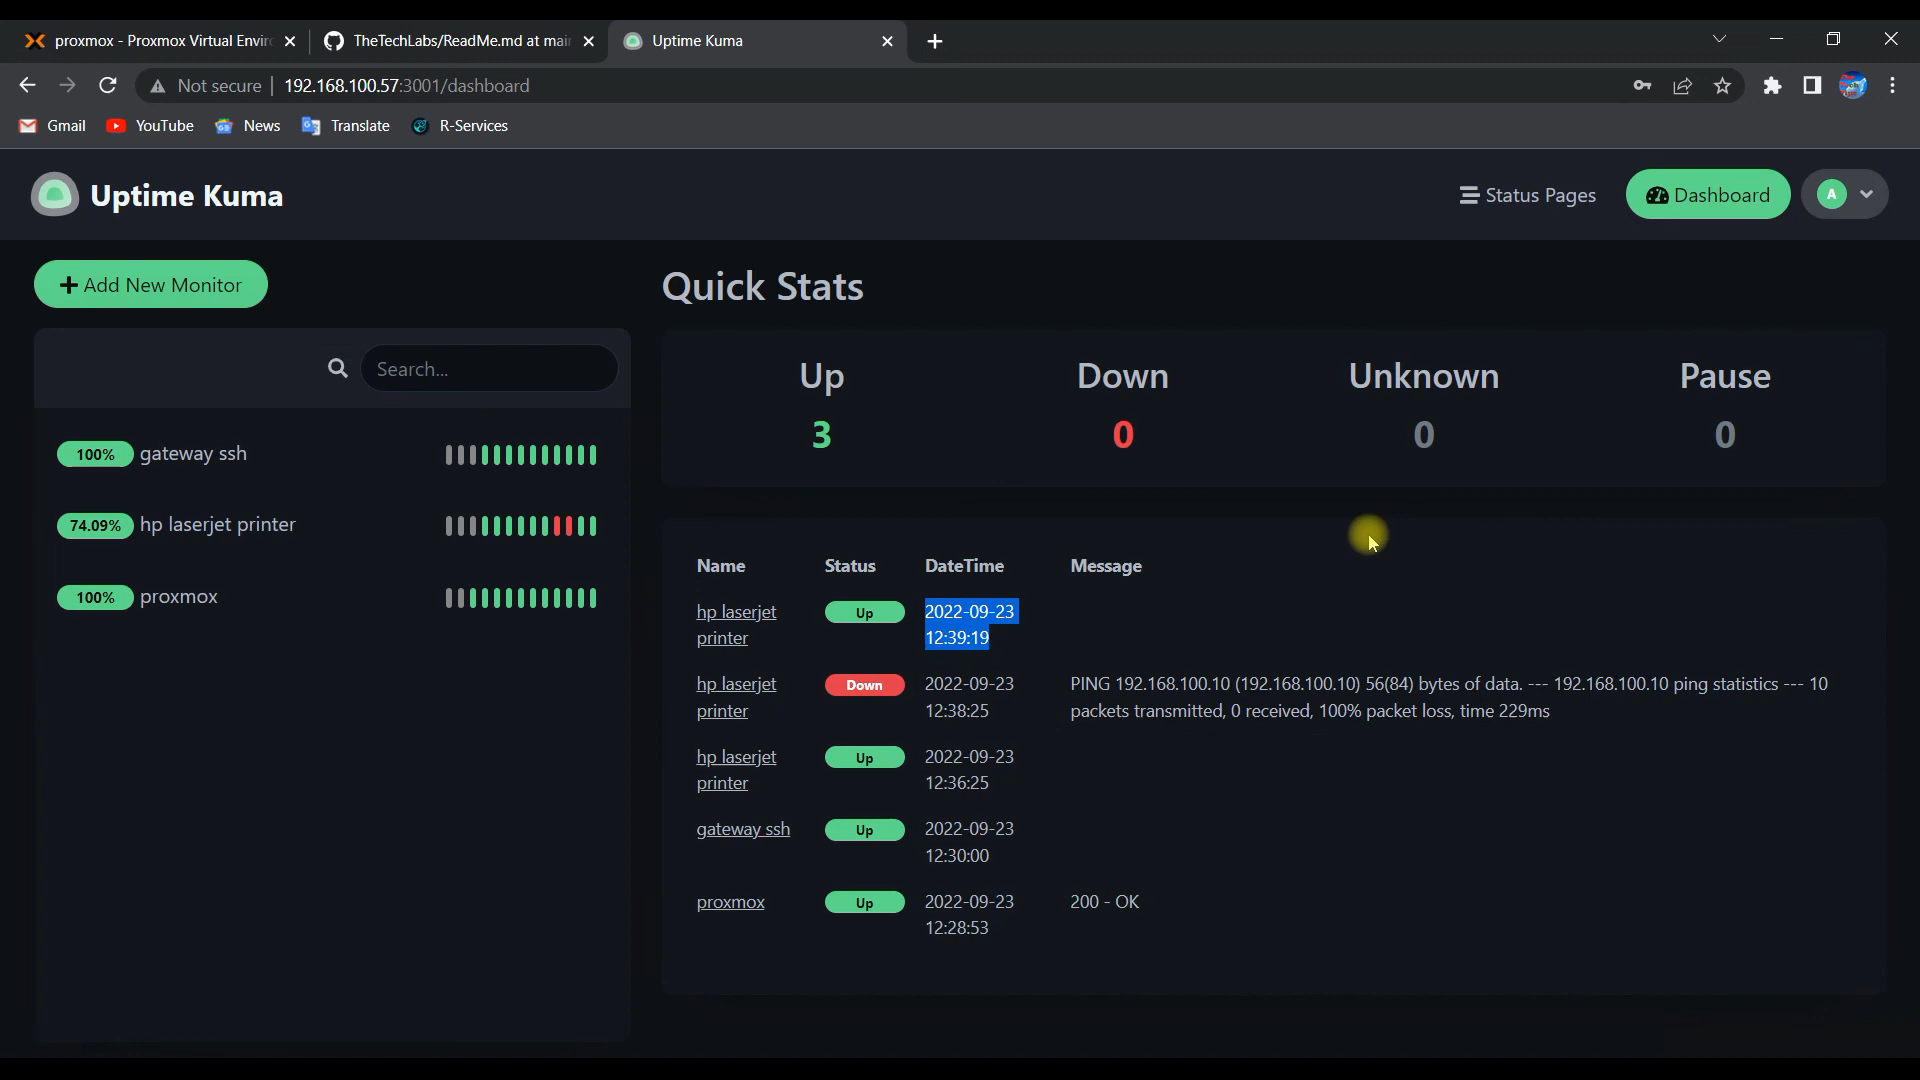 proxmox - Proxmox Virtual Envir
TheTechLabs/ReadMe.md at mai
Uptime Kuma
Not secure
192.168.100.57:3001/dashboard
Gmail
YouTube
News
Translate
R-Services
Uptime Kuma
Status Pages
Dashboard
A
Add New Monitor
Search...
100% gateway ssh
74.09% hp laserjet printer
100% proxmox
Quick Stats
Up Down Unknown Pause
3 0 0 0
Name Status DateTime Message
hp laserjet Up 2022-09-23
printer 12:39:19
hp laserjet Down 2022-09-23 PING 192.168.100.10 (192.168.100.10) 56(84) bytes of data. --- 192.168.100.10 ping statistics --- 10
printer 12:38:25 packets transmitted, 0 received, 100% packet loss, time 229ms
hp laserjet Up 2022-09-23
printer 12:36:25
gateway ssh Up 2022-09-23
12:30:00
proxmox Up 2022-09-23 200 - OK
12:28:53